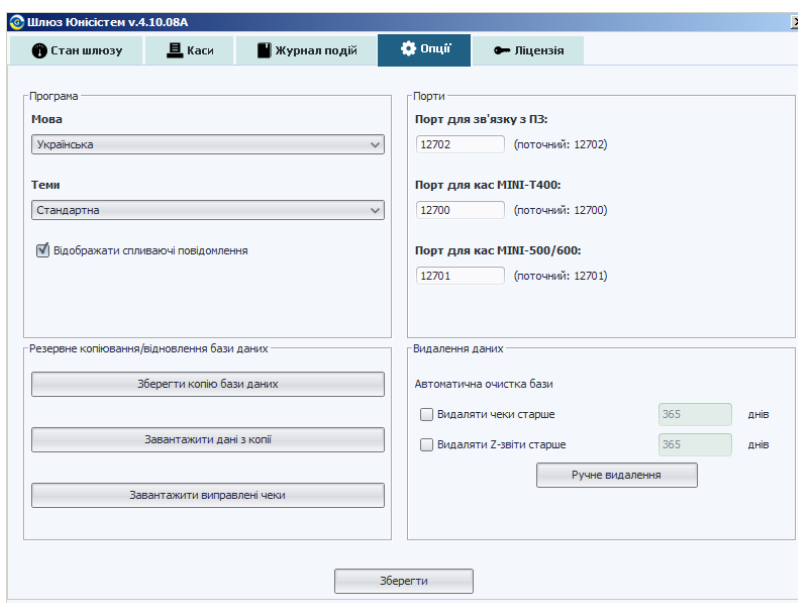 Шлюз Юнісістем v.4.10.08A
Стан шлюзу
Каси
Журнал подій
Опції
Ліцензія
Програма
Мова
Українська
Теми
Стандартна
Відображати спливаючі повідомлення
Порти
Порт для зв'язку з ПЗ:
12702 (поточний: 12702)
Порт для кас MINI-T400:
12700 (поточний: 12700)
Порт для кас MINI-500/600:
12701 (поточний: 12701)
Резервне копіювання/відновлення бази даних
Зберегти копію бази даних
Завантажити дані з копії
Завантажити виправлені чеки
Видалення даних
Автоматична очистка бази
Видаляти чеки старше 365 днів
Видаляти Z-звіти старше 365 днів
Ручне видалення
Зберегти